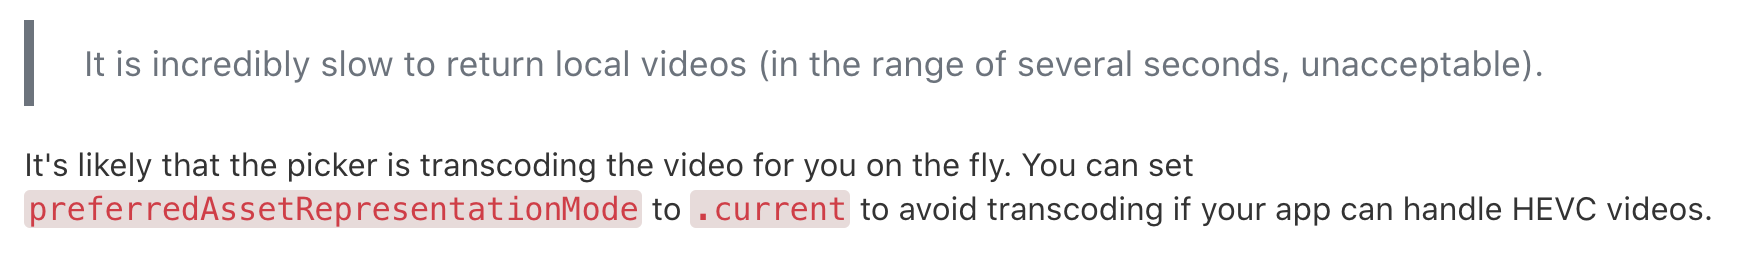 It is incredibly slow to return local videos (in the range of several seconds, unacceptable).
It's likely that the picker is transcoding the video for you on the fly. You can set
preferredAssetRepresentationMode to .current to avoid transcoding if your app can handle HEVC videos.